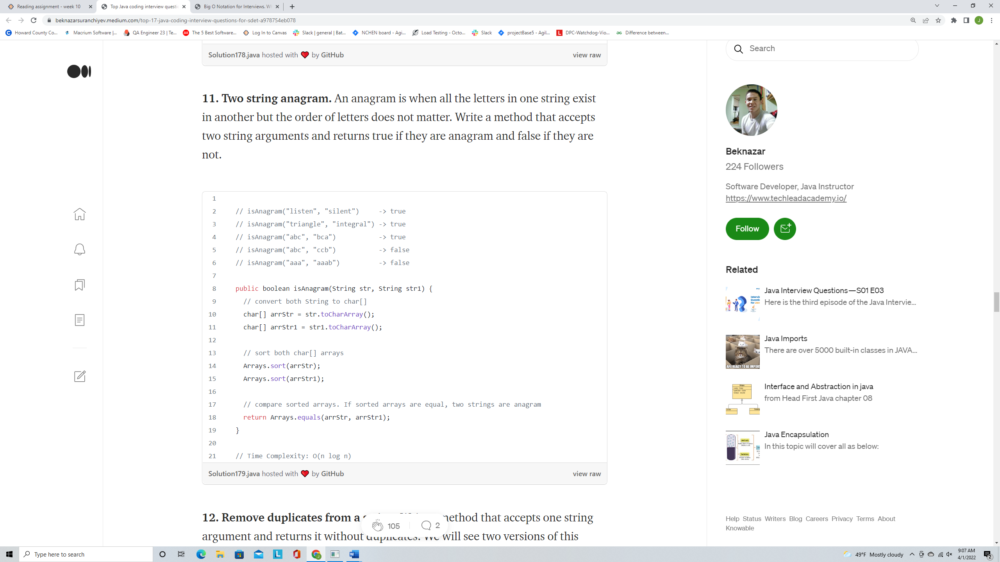 Reading assignment - week 10
Top Java coding interview questi
Big O Notation for Interviews. W
beknazarsuranchiyev.medium.com/top-17-java-coding-interview-questions-for-sdet-a978754eb078
J
Howard County Co...
Macrium Software |...
QA Engineer 23 | Te...
The 5 Best Software...
Log In to Canvas
Slack | general | Bat...
NCHEN board - Agi...
Load Testing - Octo...
Slack
projectBase5 - Agil...
DPC-Watchdog-Vio...
Difference between...
Solution178.java hosted with ❤ by GitHub
view raw
11. Two string anagram. An anagram is when all the letters in one string exist
in another but the order of letters does not matter. Write a method that accepts
two string arguments and returns true if they are anagram and false if they are
not.
1
2 // isAnagram("listen", "silent") -> true
3 // isAnagram("triangle", "integral") -> true
4 // isAnagram("abc", "bca") -> true
5 // isAnagram("abc", "ccb") -> false
6 // isAnagram("aaa", "aaab") -> false
7
8 public boolean isAnagram(String str, String str1) {
9 // convert both String to char[]
10 char[] arrStr = str.toCharArray();
11 char[] arrStr1 = str1.toCharArray();
12
13 // sort both char[] arrays
14 Arrays.sort(arrStr);
15 Arrays.sort(arrStr1);
16
17 // compare sorted arrays. If sorted arrays are equal, two strings are anagram
18 return Arrays.equals(arrStr, arrStr1);
19 }
20
21 // Time Complexity: O(n log n)
Solution179.java hosted with ❤ by GitHub
view raw
12. Remove duplicates from a method that accepts one string
argument and returns it without duplicates. We will see two versions of this
105
2
Search
Beknazar
224 Followers
Software Developer, Java Instructor
https://www.techleadacademy.io/
Follow
Related
Java Interview Questions — S01 E03
Here is the third episode of the Java Intervie...
Java Imports
There are over 5000 built-in classes in JAVA...
ARE READY TO BE IMPORT
Interface and Abstraction in java
from Head First Java chapter 08
Java Encapsulation
In this topic will cover all as below:
Help Status Writers Blog Careers Privacy Terms About
Knowable
Type here to search
49°F Mostly cloudy
9:07 AM
4/1/2022
2